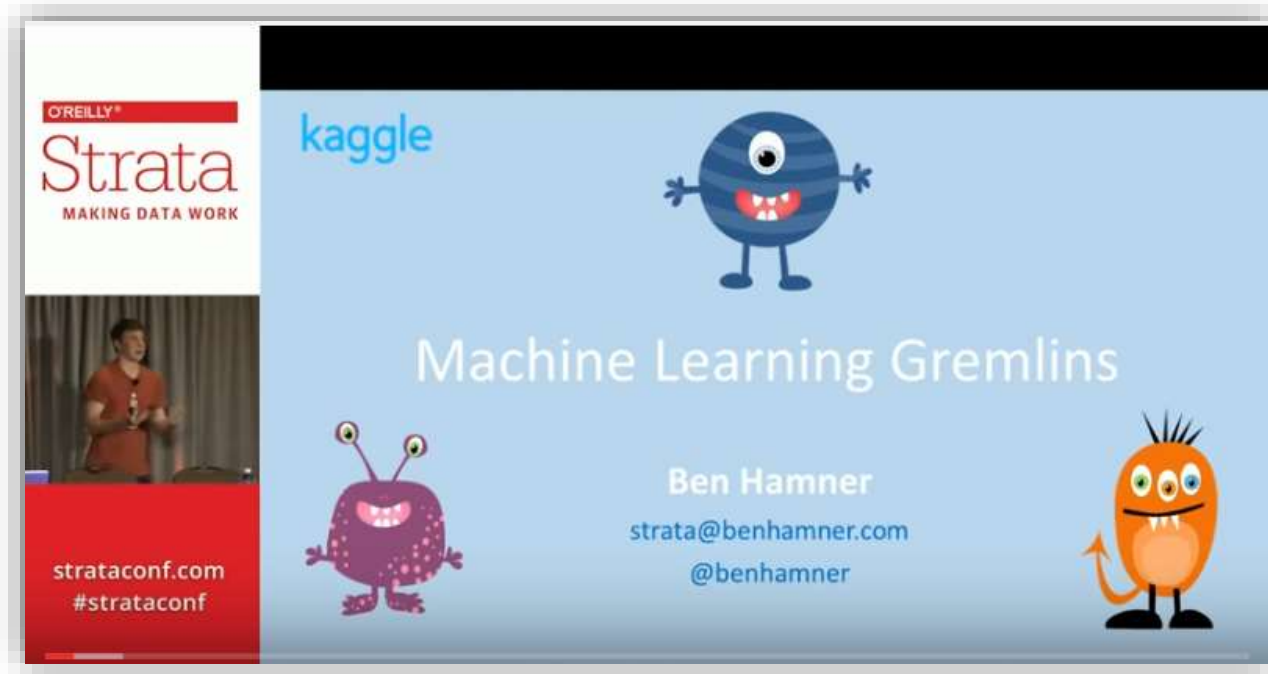 O'REILLY®
Strata
MAKING DATA WORK
strataconf.com
#strataconf
kaggle
Machine Learning Gremlins
Ben Hamner
strata@benhamner.com
@benhamner